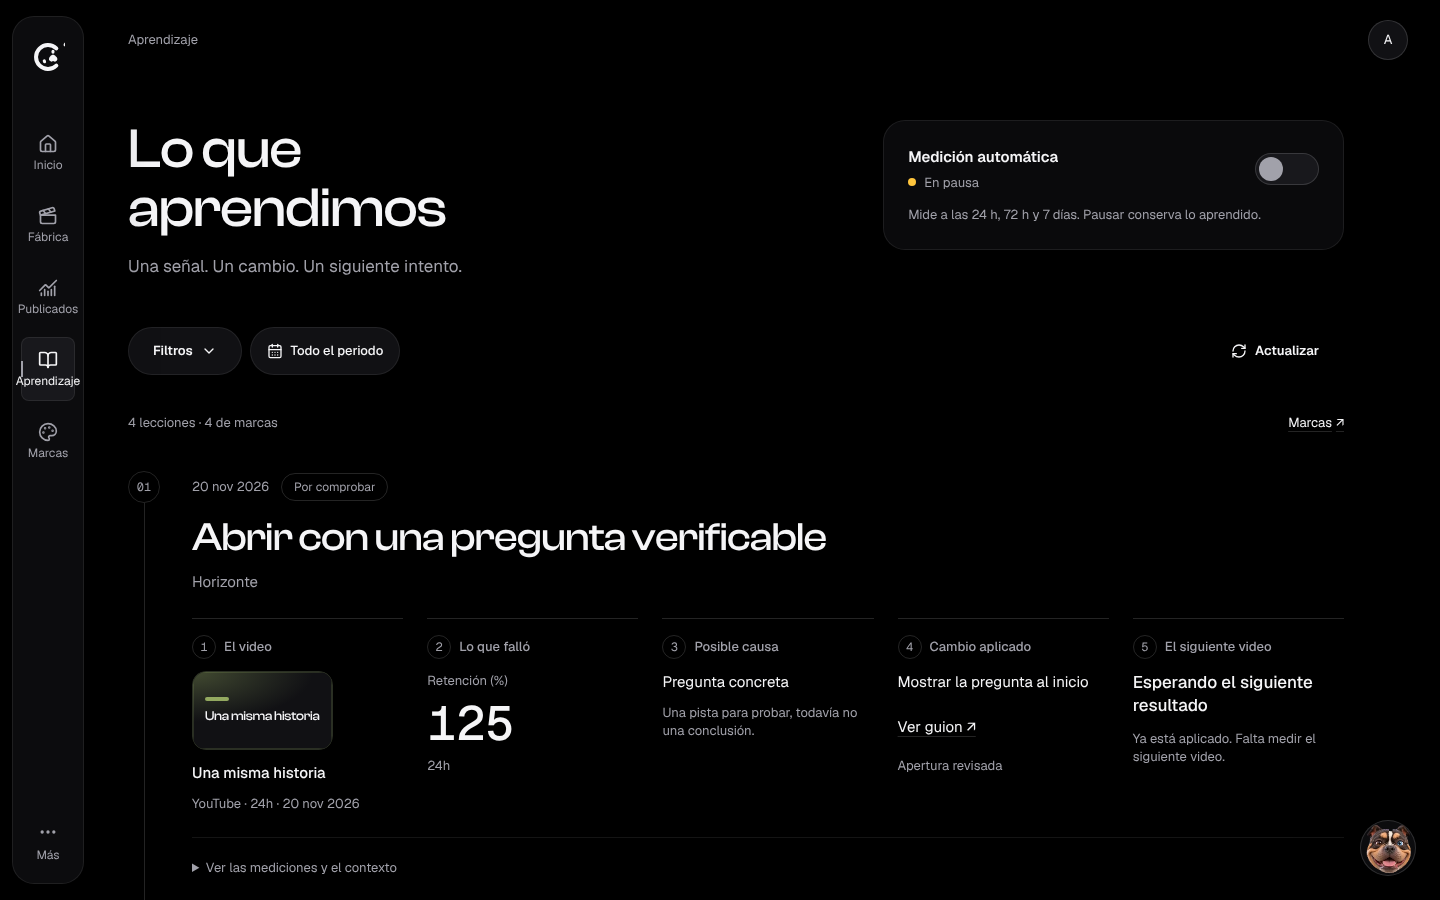 Aprendizaje
A
Inicio
Fábrica
Publicados
Aprendizaje
Marcas
Más
Lo que
aprendimos
Una señal. Un cambio. Un siguiente intento.
Medición automática
En pausa
Mide a las 24 h, 72 h y 7 días. Pausar conserva lo aprendido.
Filtros
Todo el periodo
Actualizar
4 lecciones · 4 de marcas
Marcas ↗
01
20 nov 2026
Por comprobar
Abrir con una pregunta verificable
Horizonte
1 El video
Una misma historia
Una misma historia
YouTube · 24h · 20 nov 2026
2 Lo que falló
Retención (%)
125
24h
3 Posible causa
Pregunta concreta
Una pista para probar, todavía no
una conclusión.
4 Cambio aplicado
Mostrar la pregunta al inicio
Ver guion ↗
Apertura revisada
5 El siguiente video
Esperando el siguiente
resultado
Ya está aplicado. Falta medir el
siguiente video.
Ver las mediciones y el contexto